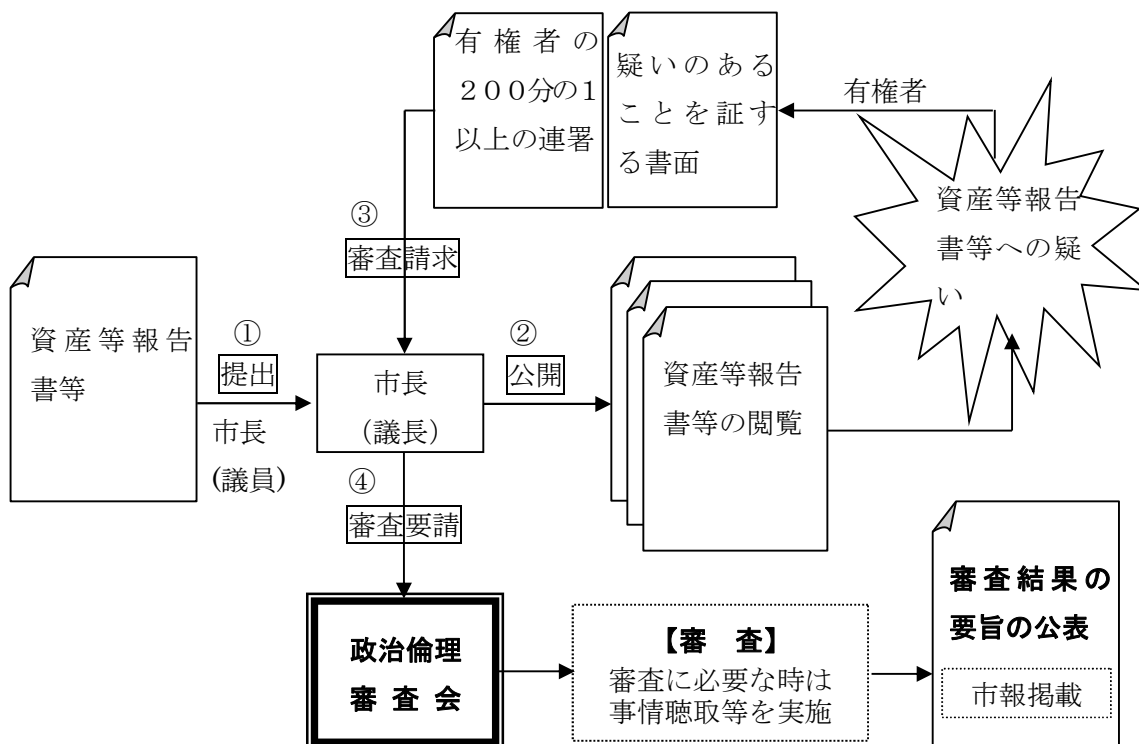 有権者の
２００分の１
以上の連署
疑いのある
ことを証す
る書面
有権者
資産等報告
書等への疑
い
③
審査請求
資産等報告
書等
①
提出
市長
(議員)
市長
(議長)
②
公開
資産等報告
書等の閲覧
④
審査要請
政治倫理
審査会
【審　査】
審査に必要な時は
事情聴取等を実施
審査結果の
要旨の公表
市報掲載